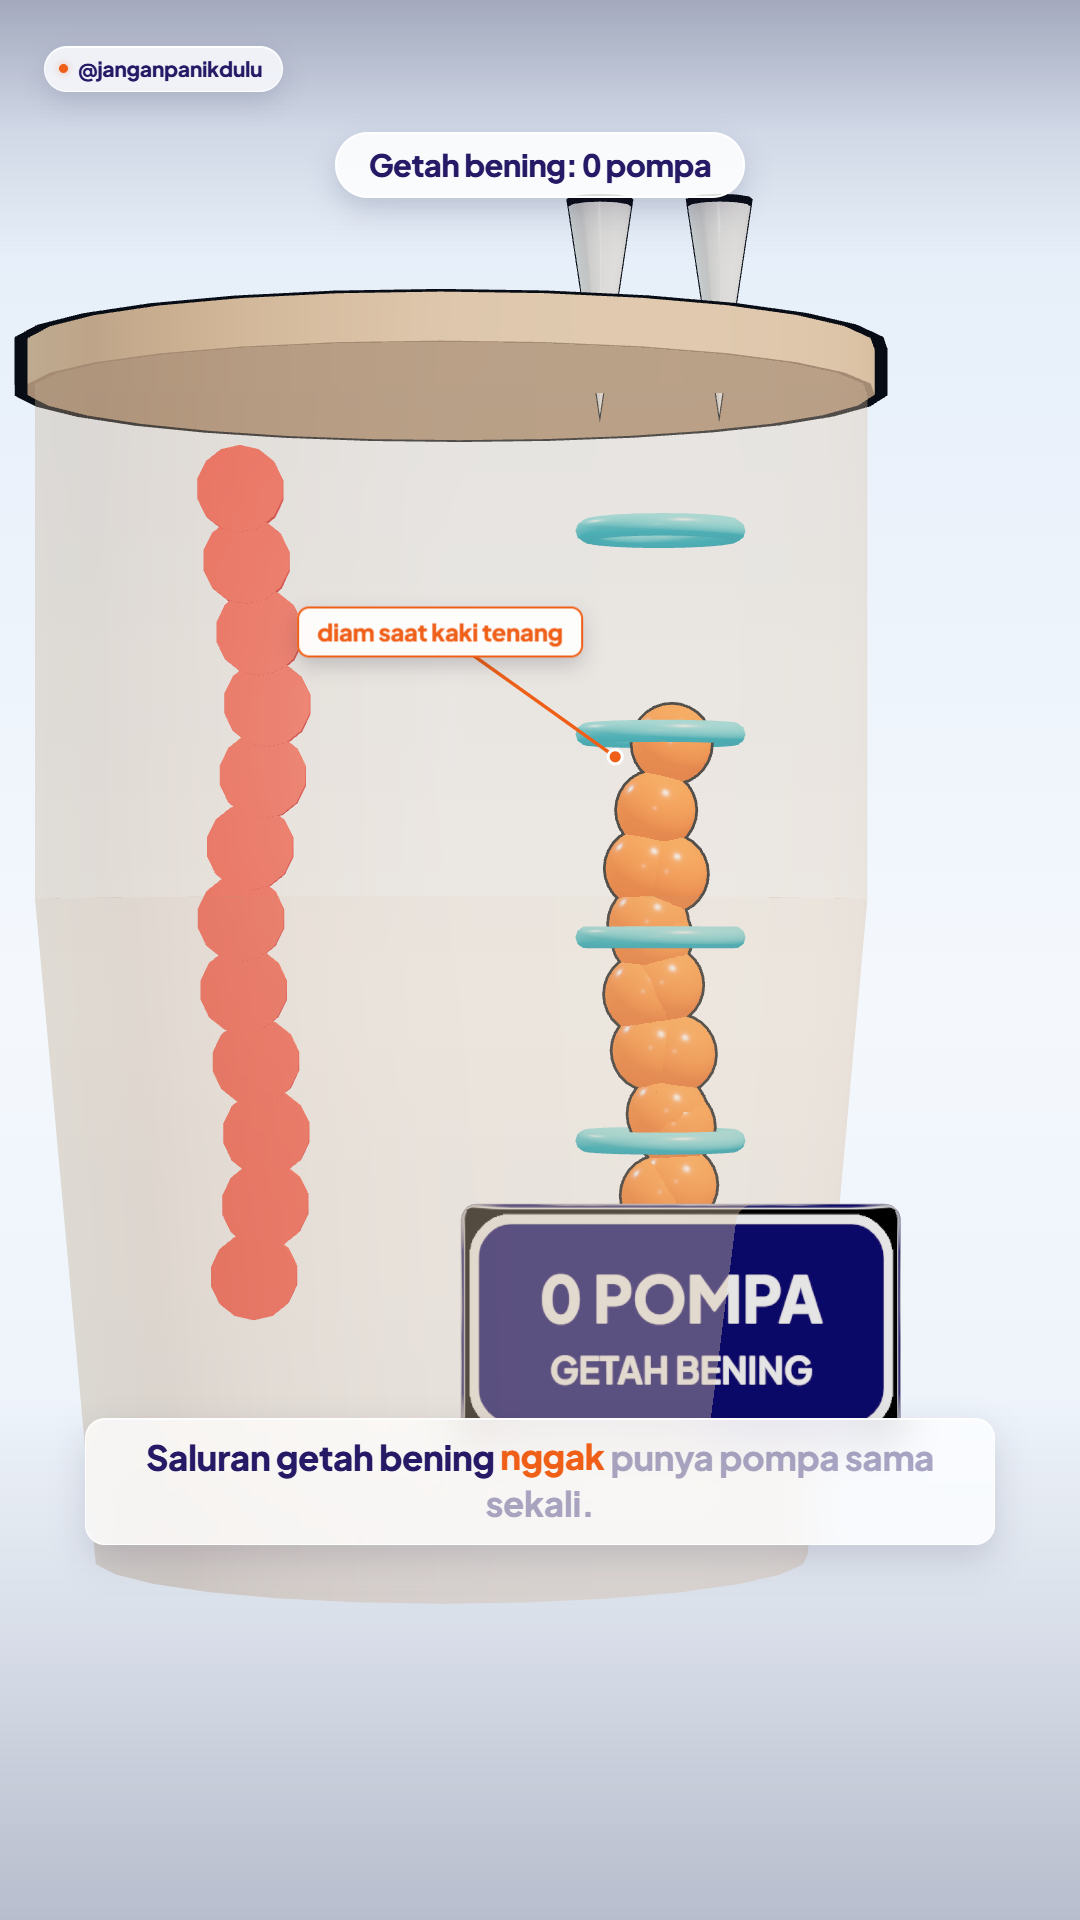 @janganpanikdulu
Getah bening: 0 pompa
diam saat kaki tenang
0 POMPA
GETAH BENING
Saluran getah bening nggak punya pompa sama
sekali.